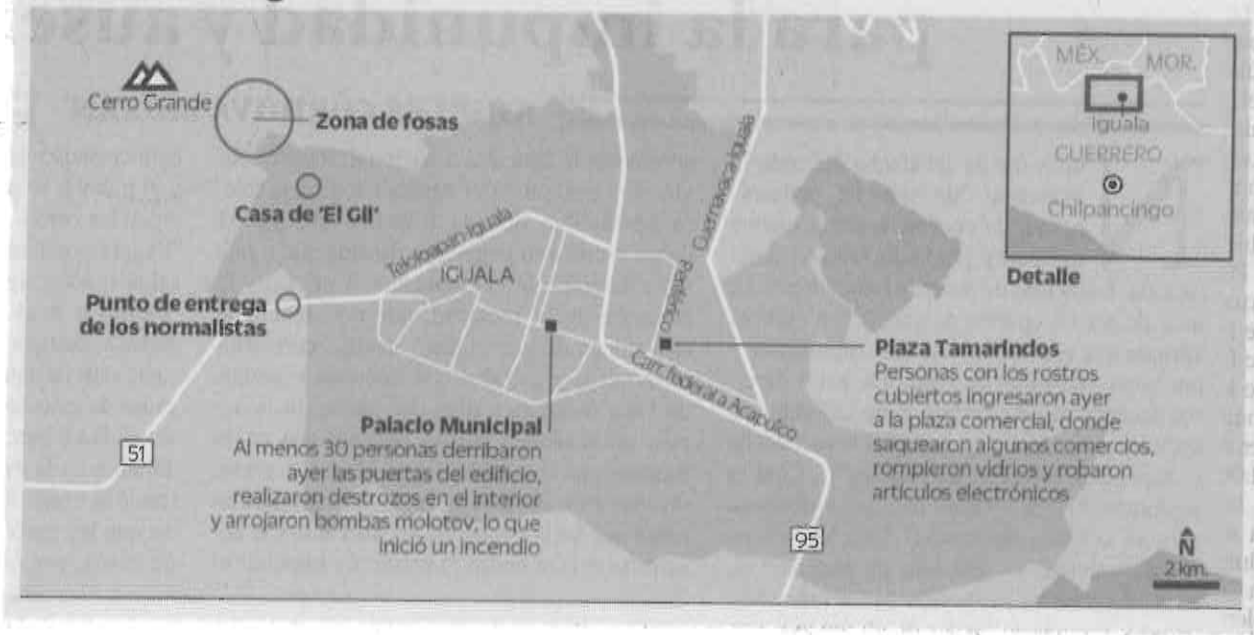 Cerro Grande
Zona de fosas
Casa de 'El Gil'
Teloloapan-Iguala
IGUALA
Punto de entrega
de los normalistas
51
Palacio Municipal
Al menos 30 personas derribaron
ayer las puertas del edificio,
realizaron destrozos en el interior
y arrojaron bombas molotov, lo que
inició un incendio
Periférico
Cuernavaca-Iguala
Carr. federal a Acapulco
95
Plaza Tamarindos
Personas con los rostros
cubiertos ingresaron ayer
a la plaza comercial, donde
saquearon algunos comercios,
rompieron vidrios y robaron
artículos electrónicos
MÉX.
MOR.
Iguala
GUERRERO
Chilpancingo
Detalle
N
2 km.